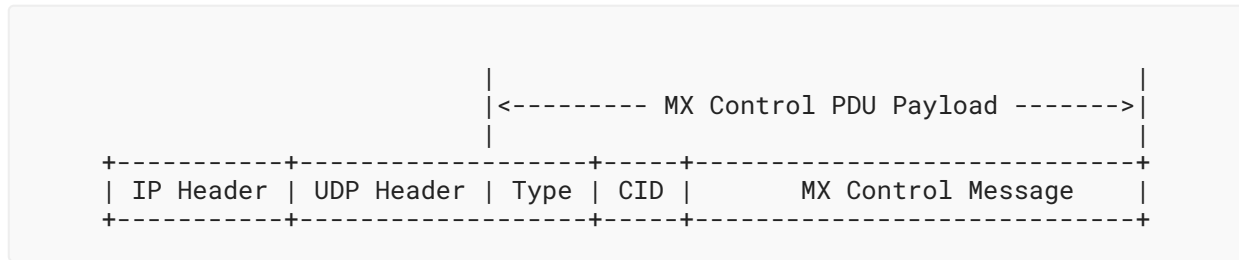 |<--------- MX Control PDU Payload ------->|
| IP Header | UDP Header | Type | CID | MX Control Message |